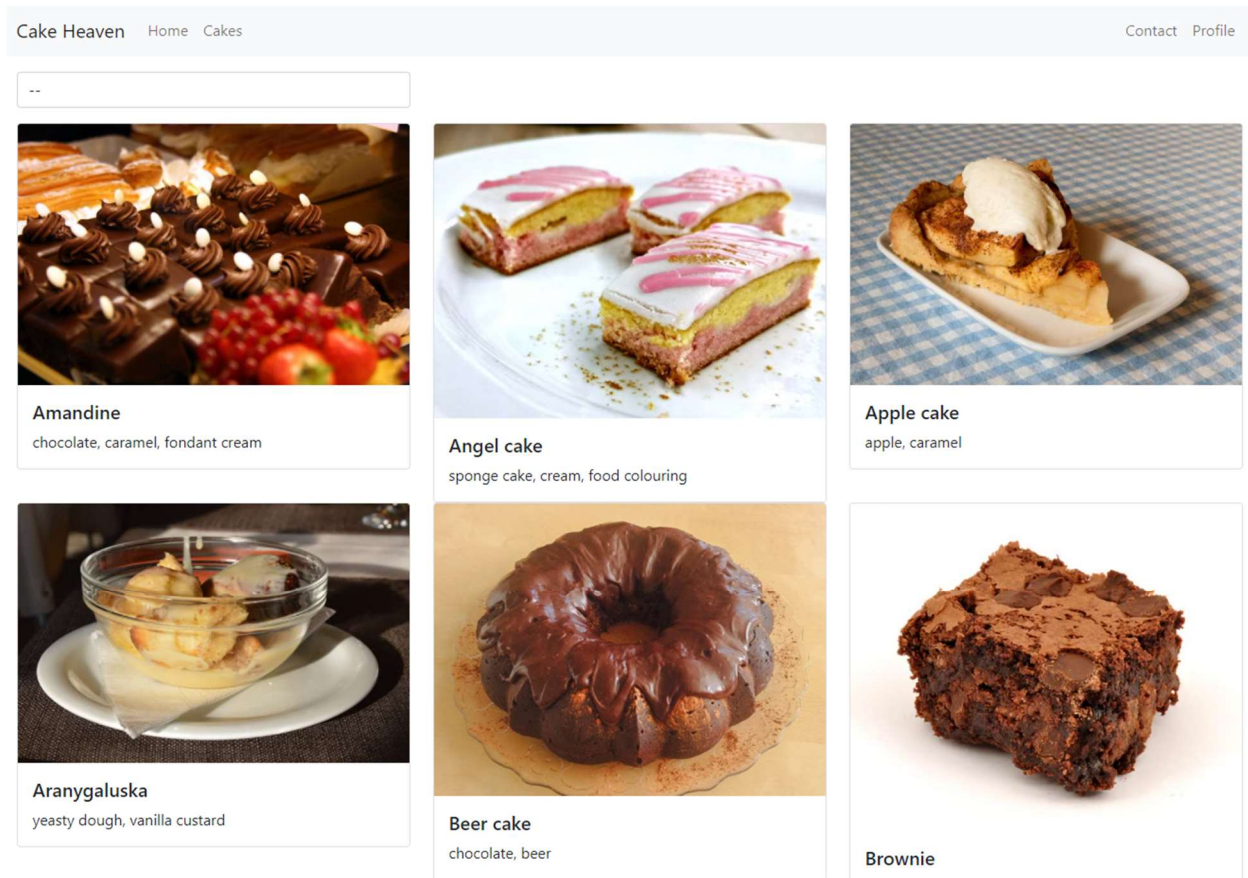 Cake Heaven Home Cakes Contact Profile
--
Amandine
chocolate, caramel, fondant cream
Angel cake
sponge cake, cream, food colouring
Apple cake
apple, caramel
Aranygaluska
yeasty dough, vanilla custard
Beer cake
chocolate, beer
Brownie